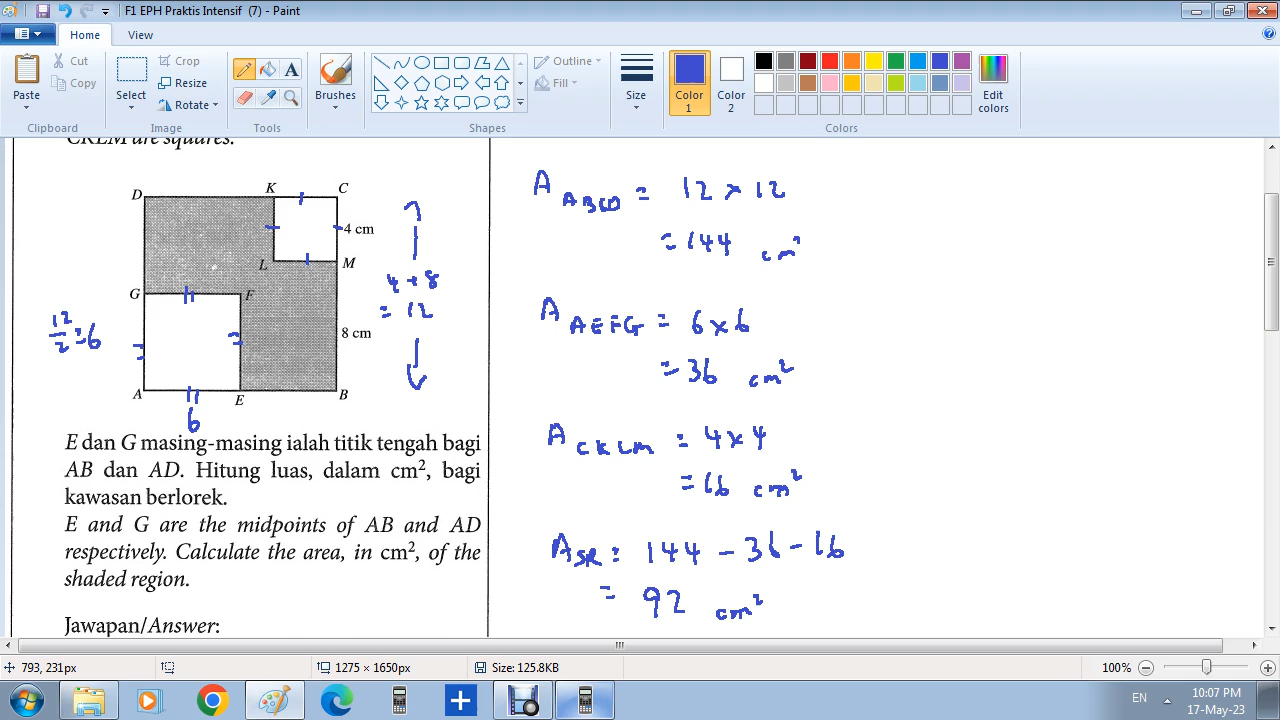 F1 EPH Praktis Intensif (7) - Paint
Home View
Paste Cut Copy
Clipboard
Select Crop Resize Rotate
Image
Tools
Brushes
Shapes
Outline Fill
Size
Color 1
Color 2
Edit colors
Colors
CKLM are squares.
D K C
4 cm
L M
G F
8 cm
A E B
4 + 8
= 12
12/2 = 6
6
E dan G masing-masing ialah titik tengah bagi
AB dan AD. Hitung luas, dalam cm², bagi
kawasan berlorek.
E and G are the midpoints of AB and AD
respectively. Calculate the area, in cm², of the
shaded region.
Jawapan/Answer:
A ABCD = 12 × 12
= 144 cm²
A AEFG = 6 × 6
= 36 cm²
A CKLM = 4 × 4
= 16 cm²
A SR = 144 - 36 - 16
= 92 cm²
793, 231px
1275 × 1650px
Size: 125.8KB
100%
EN
10:07 PM
17-May-23